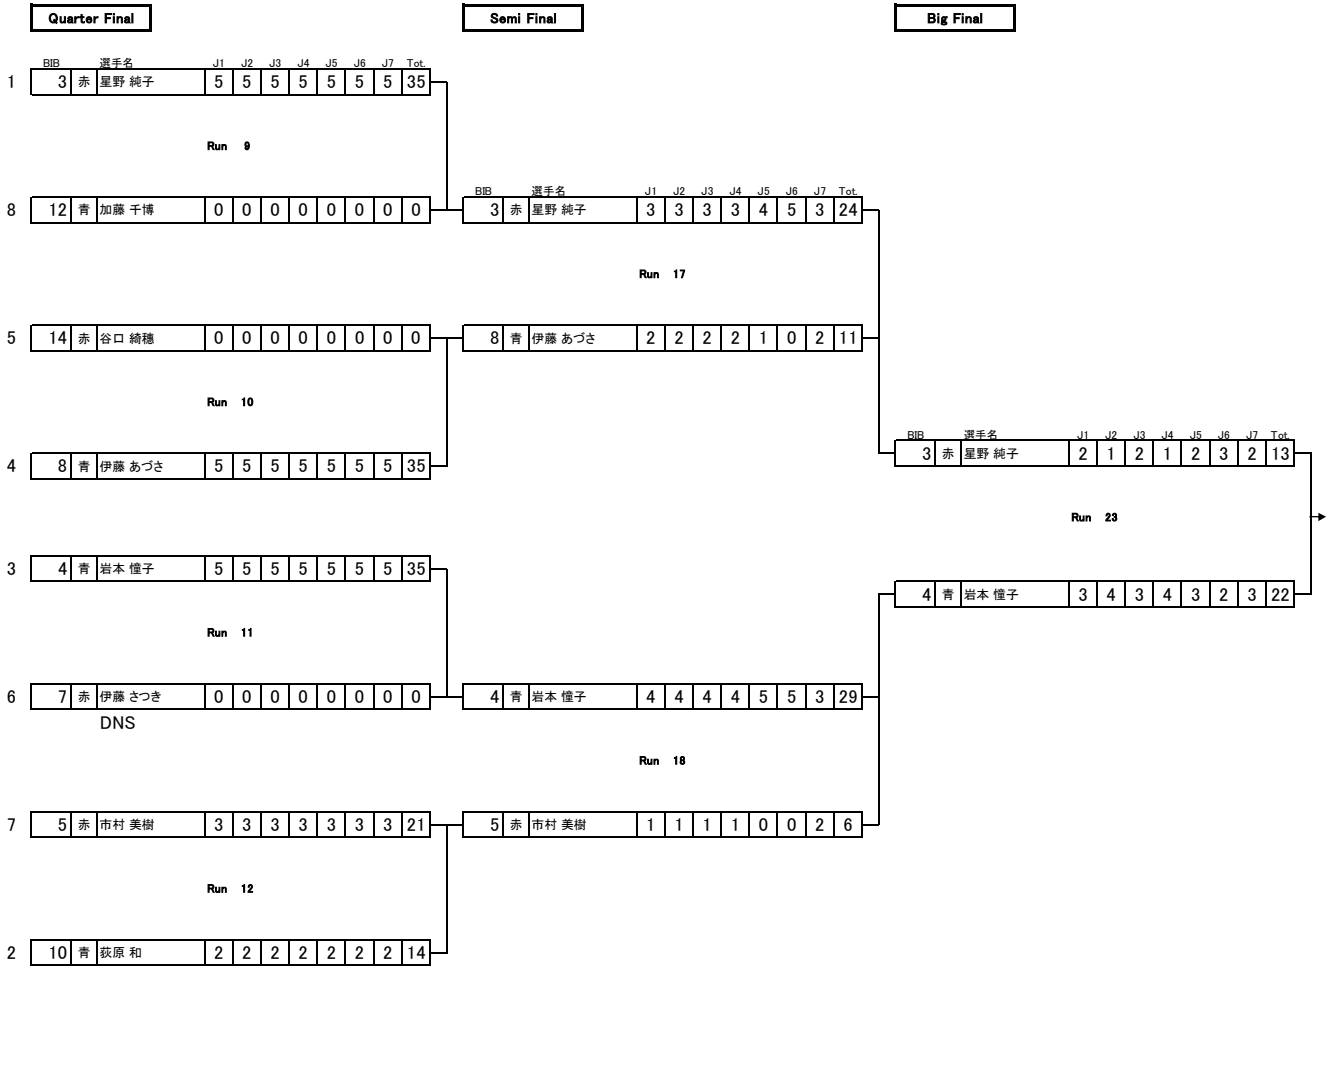 Quarter Final Semi Final Big Final
BIB 選手名 J1 J2 J3 J4 J5 J6 J7 Tot.
1 3 赤 星野 純子 5 5 5 5 5 5 5 35
Run 9
BIB 選手名 J1 J2 J3 J4 J5 J6 J7 Tot.
8 12 青 加藤 千博 0 0 0 0 0 0 0 0 3 赤 星野 純子 3 3 3 3 4 5 3 24
Run 17
5 14 赤 谷口 綺穂 0 0 0 0 0 0 0 0 8 青 伊藤 あづさ 2 2 2 2 1 0 2 11
Run 10
BIB 選手名 J1 J2 J3 J4 J5 J6 J7 Tot.
3 赤 星野 純子 2 1 2 1 2 3 2 13
4 8 青 伊藤 あづさ 5 5 5 5 5 5 5 35
Run 23
3 4 青 岩本 憧子 5 5 5 5 5 5 5 35
4 青 岩本 憧子 3 4 3 4 3 2 3 22
Run 11
6 7 赤 伊藤 さつき 0 0 0 0 0 0 0 0 4 青 岩本 憧子 4 4 4 4 5 5 3 29
DNS
Run 18
7 5 赤 市村 美樹 3 3 3 3 3 3 3 21 5 赤 市村 美樹 1 1 1 1 0 0 2 6
Run 12
2 10 青 荻原 和 2 2 2 2 2 2 2 14